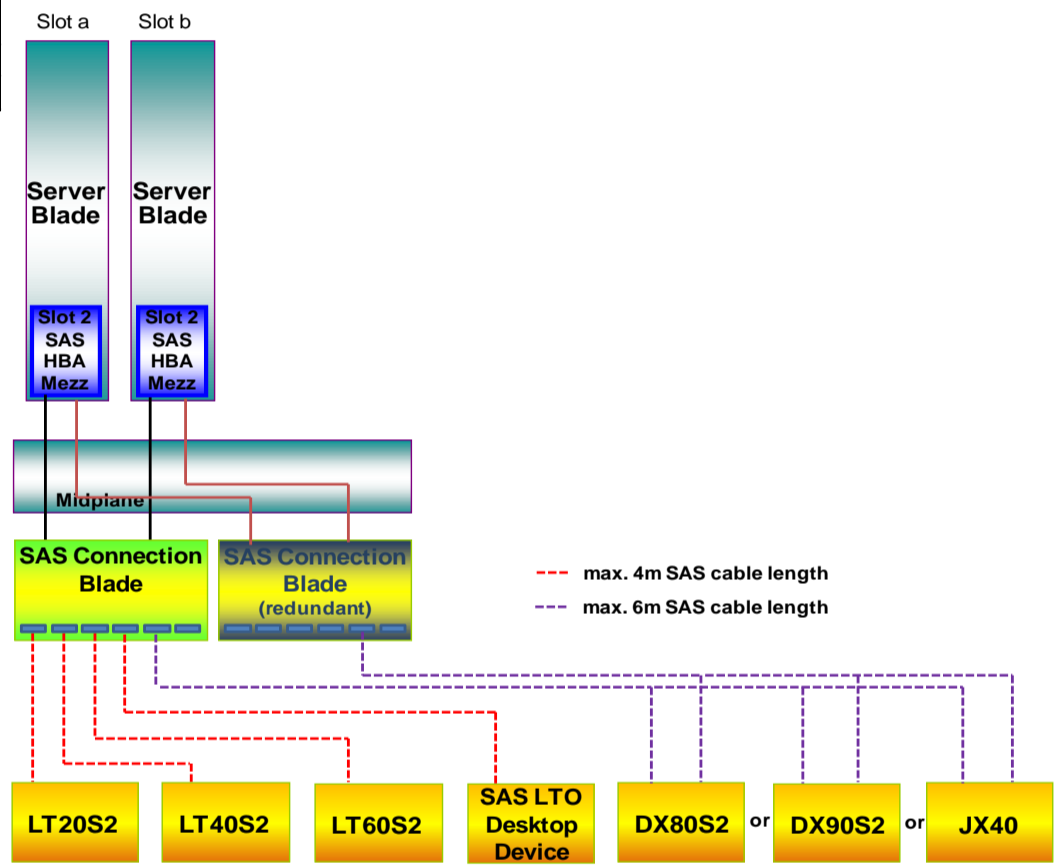 Slot a
Slot b
Server
Blade
Server
Blade
Slot 2
SAS
HBA
Mezz
Slot 2
SAS
HBA
Mezz
Midplane
SAS Connection
Blade
SAS Connection
Blade
(redundant)
max. 4m SAS cable length
max. 6m SAS cable length
LT20S2
LT40S2
LT60S2
SAS LTO
Desktop
Device
DX80S2
or
DX90S2
or
JX40